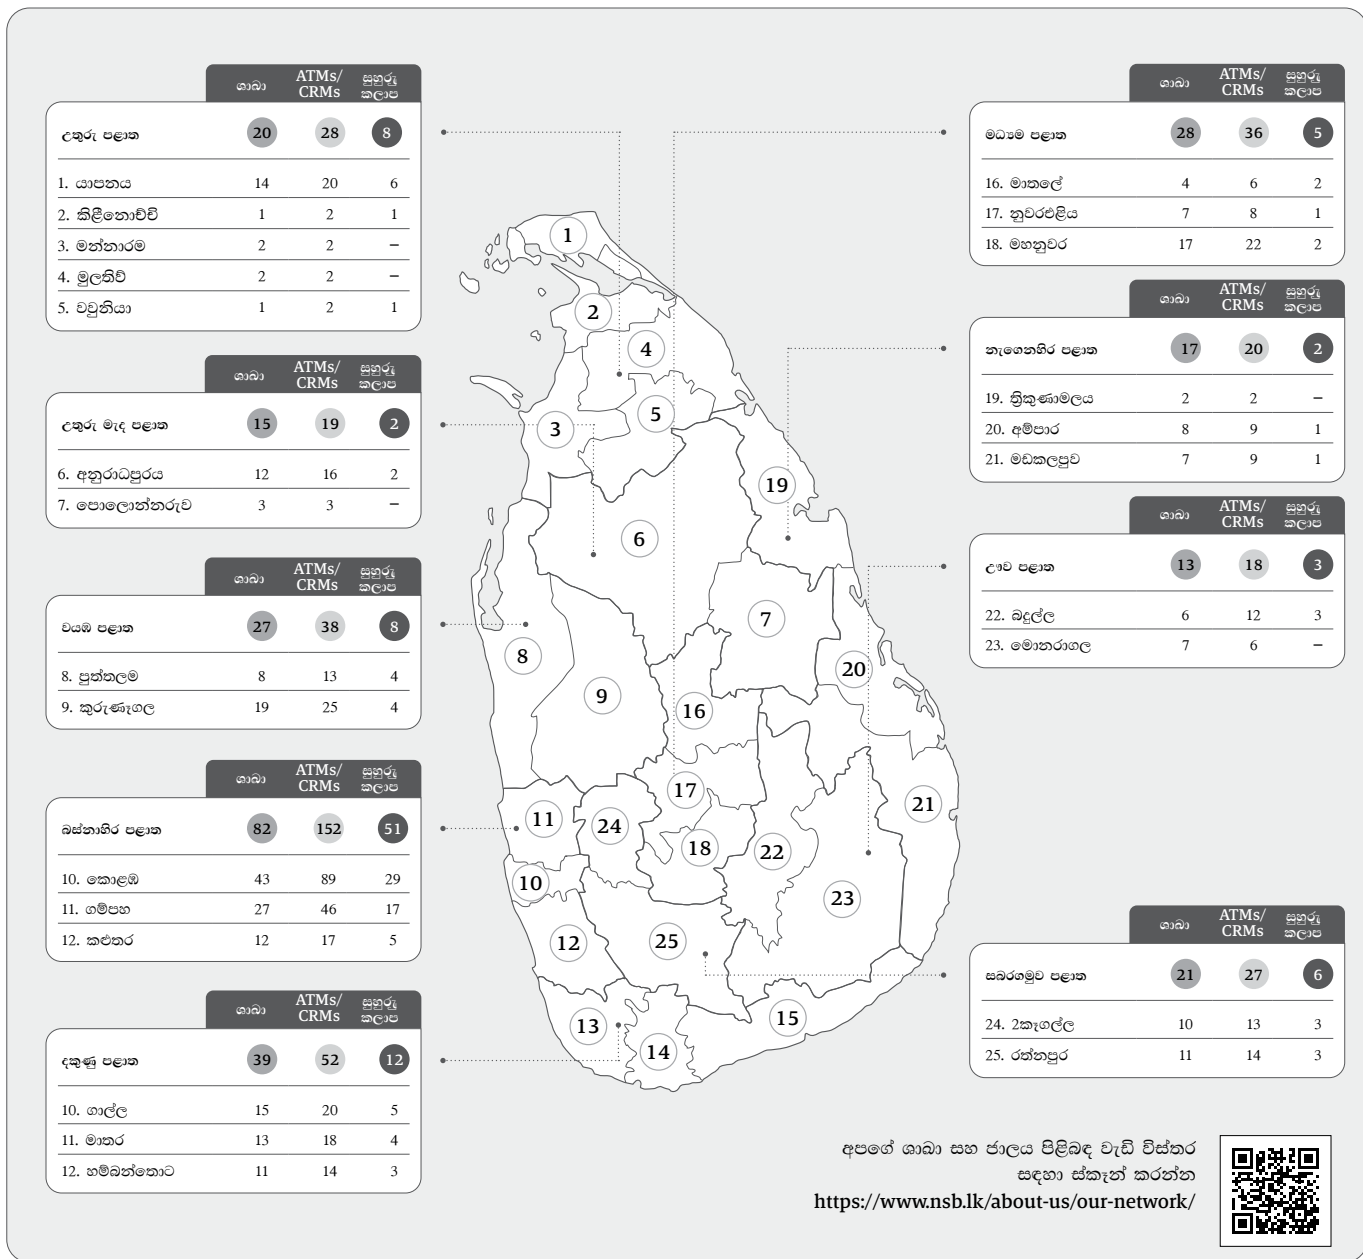 ශාඛා ATMs/ CRMs සුහුරු කලාප
උතුරු පළාත 20 28 8
1. යාපනය 14 20 6
2. කිලිනොච්චි 1 2 1
3. මන්නාරම 2 2 –
4. මුලතිව් 2 2 –
5. වවුනියා 1 2 1
ශාඛා ATMs/ CRMs සුහුරු කලාප
උතුරු මැද පළාත 15 19 2
6. අනුරාධපුරය 12 16 2
7. පොලොන්නරුව 3 3 –
ශාඛා ATMs/ CRMs සුහුරු කලාප
වයඹ පළාත 27 38 8
8. පුත්තලම 8 13 4
9. කුරුණෑගල 19 25 4
ශාඛා ATMs/ CRMs සුහුරු කලාප
බස්නාහිර පළාත 82 152 51
10. කොළඹ 43 89 29
11. ගම්පහ 27 46 17
12. කළුතර 12 17 5
ශාඛා ATMs/ CRMs සුහුරු කලාප
දකුණු පළාත 39 52 12
10. ගාල්ල 15 20 5
11. මාතර 13 18 4
12. හම්බන්තොට 11 14 3
1
2
4
5
3
19
6
7
8
20
9
16
17
21
11
24
18
22
10
23
12
25
15
13
14
ශාඛා ATMs/ CRMs සුහුරු කලාප
මධ්‍යම පළාත 28 36 5
16. මාතලේ 4 6 2
17. නුවරඑළිය 7 8 1
18. මහනුවර 17 22 2
ශාඛා ATMs/ CRMs සුහුරු කලාප
නැගෙනහිර පළාත 17 20 2
19. ත්‍රිකුණාමලය 2 2 –
20. අම්පාර 8 9 1
21. මඩකලපුව 7 9 1
ශාඛා ATMs/ CRMs සුහුරු කලාප
ඌව පළාත 13 18 3
22. බදුල්ල 6 12 3
23. මොනරාගල 7 6 –
ශාඛා ATMs/ CRMs සුහුරු කලාප
සබරගමුව පළාත 21 27 6
24. 2කෑගල්ල 10 13 3
25. රත්නපුර 11 14 3
අපගේ ශාඛා සහ ජාලය පිළිබඳ වැඩි විස්තර
සඳහා ස්කෑන් කරන්න
https://www.nsb.lk/about-us/our-network/